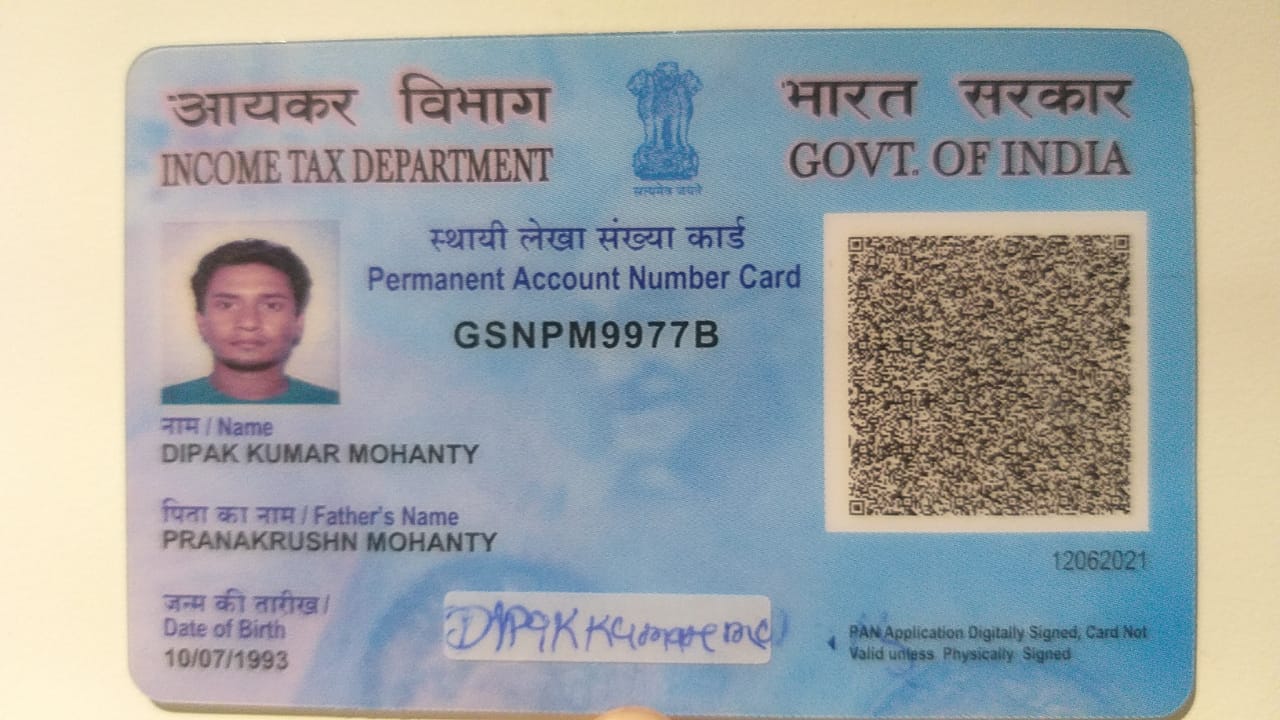 आयकर विभाग
INCOME TAX DEPARTMENT
सत्यमेव जयते
भारत सरकार
GOVT. OF INDIA
स्थायी लेखा संख्या कार्ड
Permanent Account Number Card
GSNPM9977B
नाम / Name
DIPAK KUMAR MOHANTY
पिता का नाम / Father's Name
PRANAKRUSHN MOHANTY
जन्म की तारीख /
Date of Birth
10/07/1993
DIPAK Kumar
12062021
PAN Application Digitally Signed, Card Not
Valid unless Physically Signed